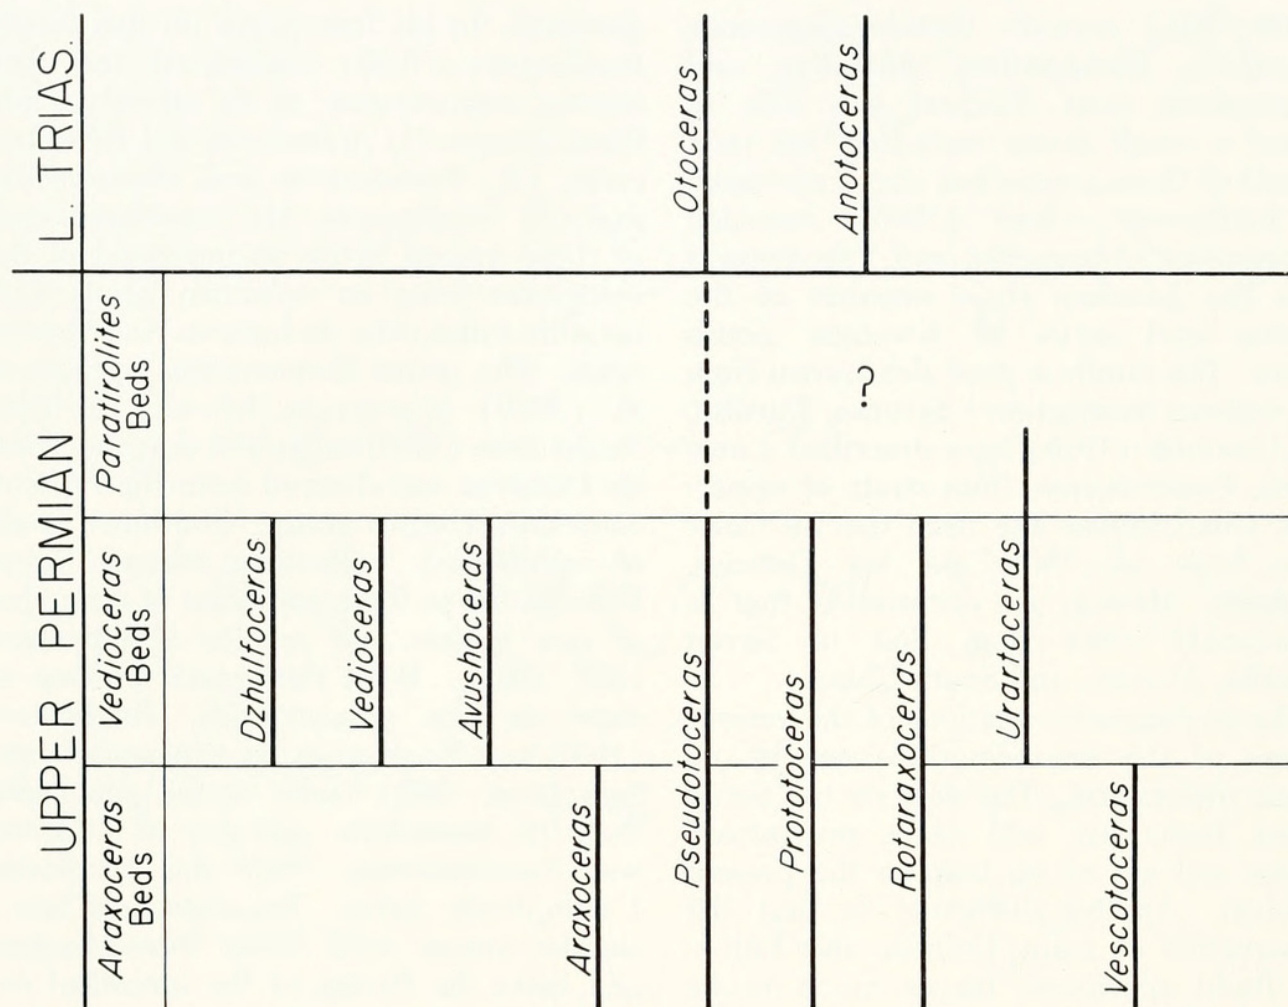 L. TRIAS.
UPPER PERMIAN
Paratirolites
Beds
Vedioceras
Beds
Araxoceras
Beds
Dzhulfoceras
Vedioceras
Avushoceras
Araxoceras
Otoceras
Pseudotoceras
Prototoceras
Anotoceras
?
Rotaraxoceras
Urartoceras
Vescotoceras